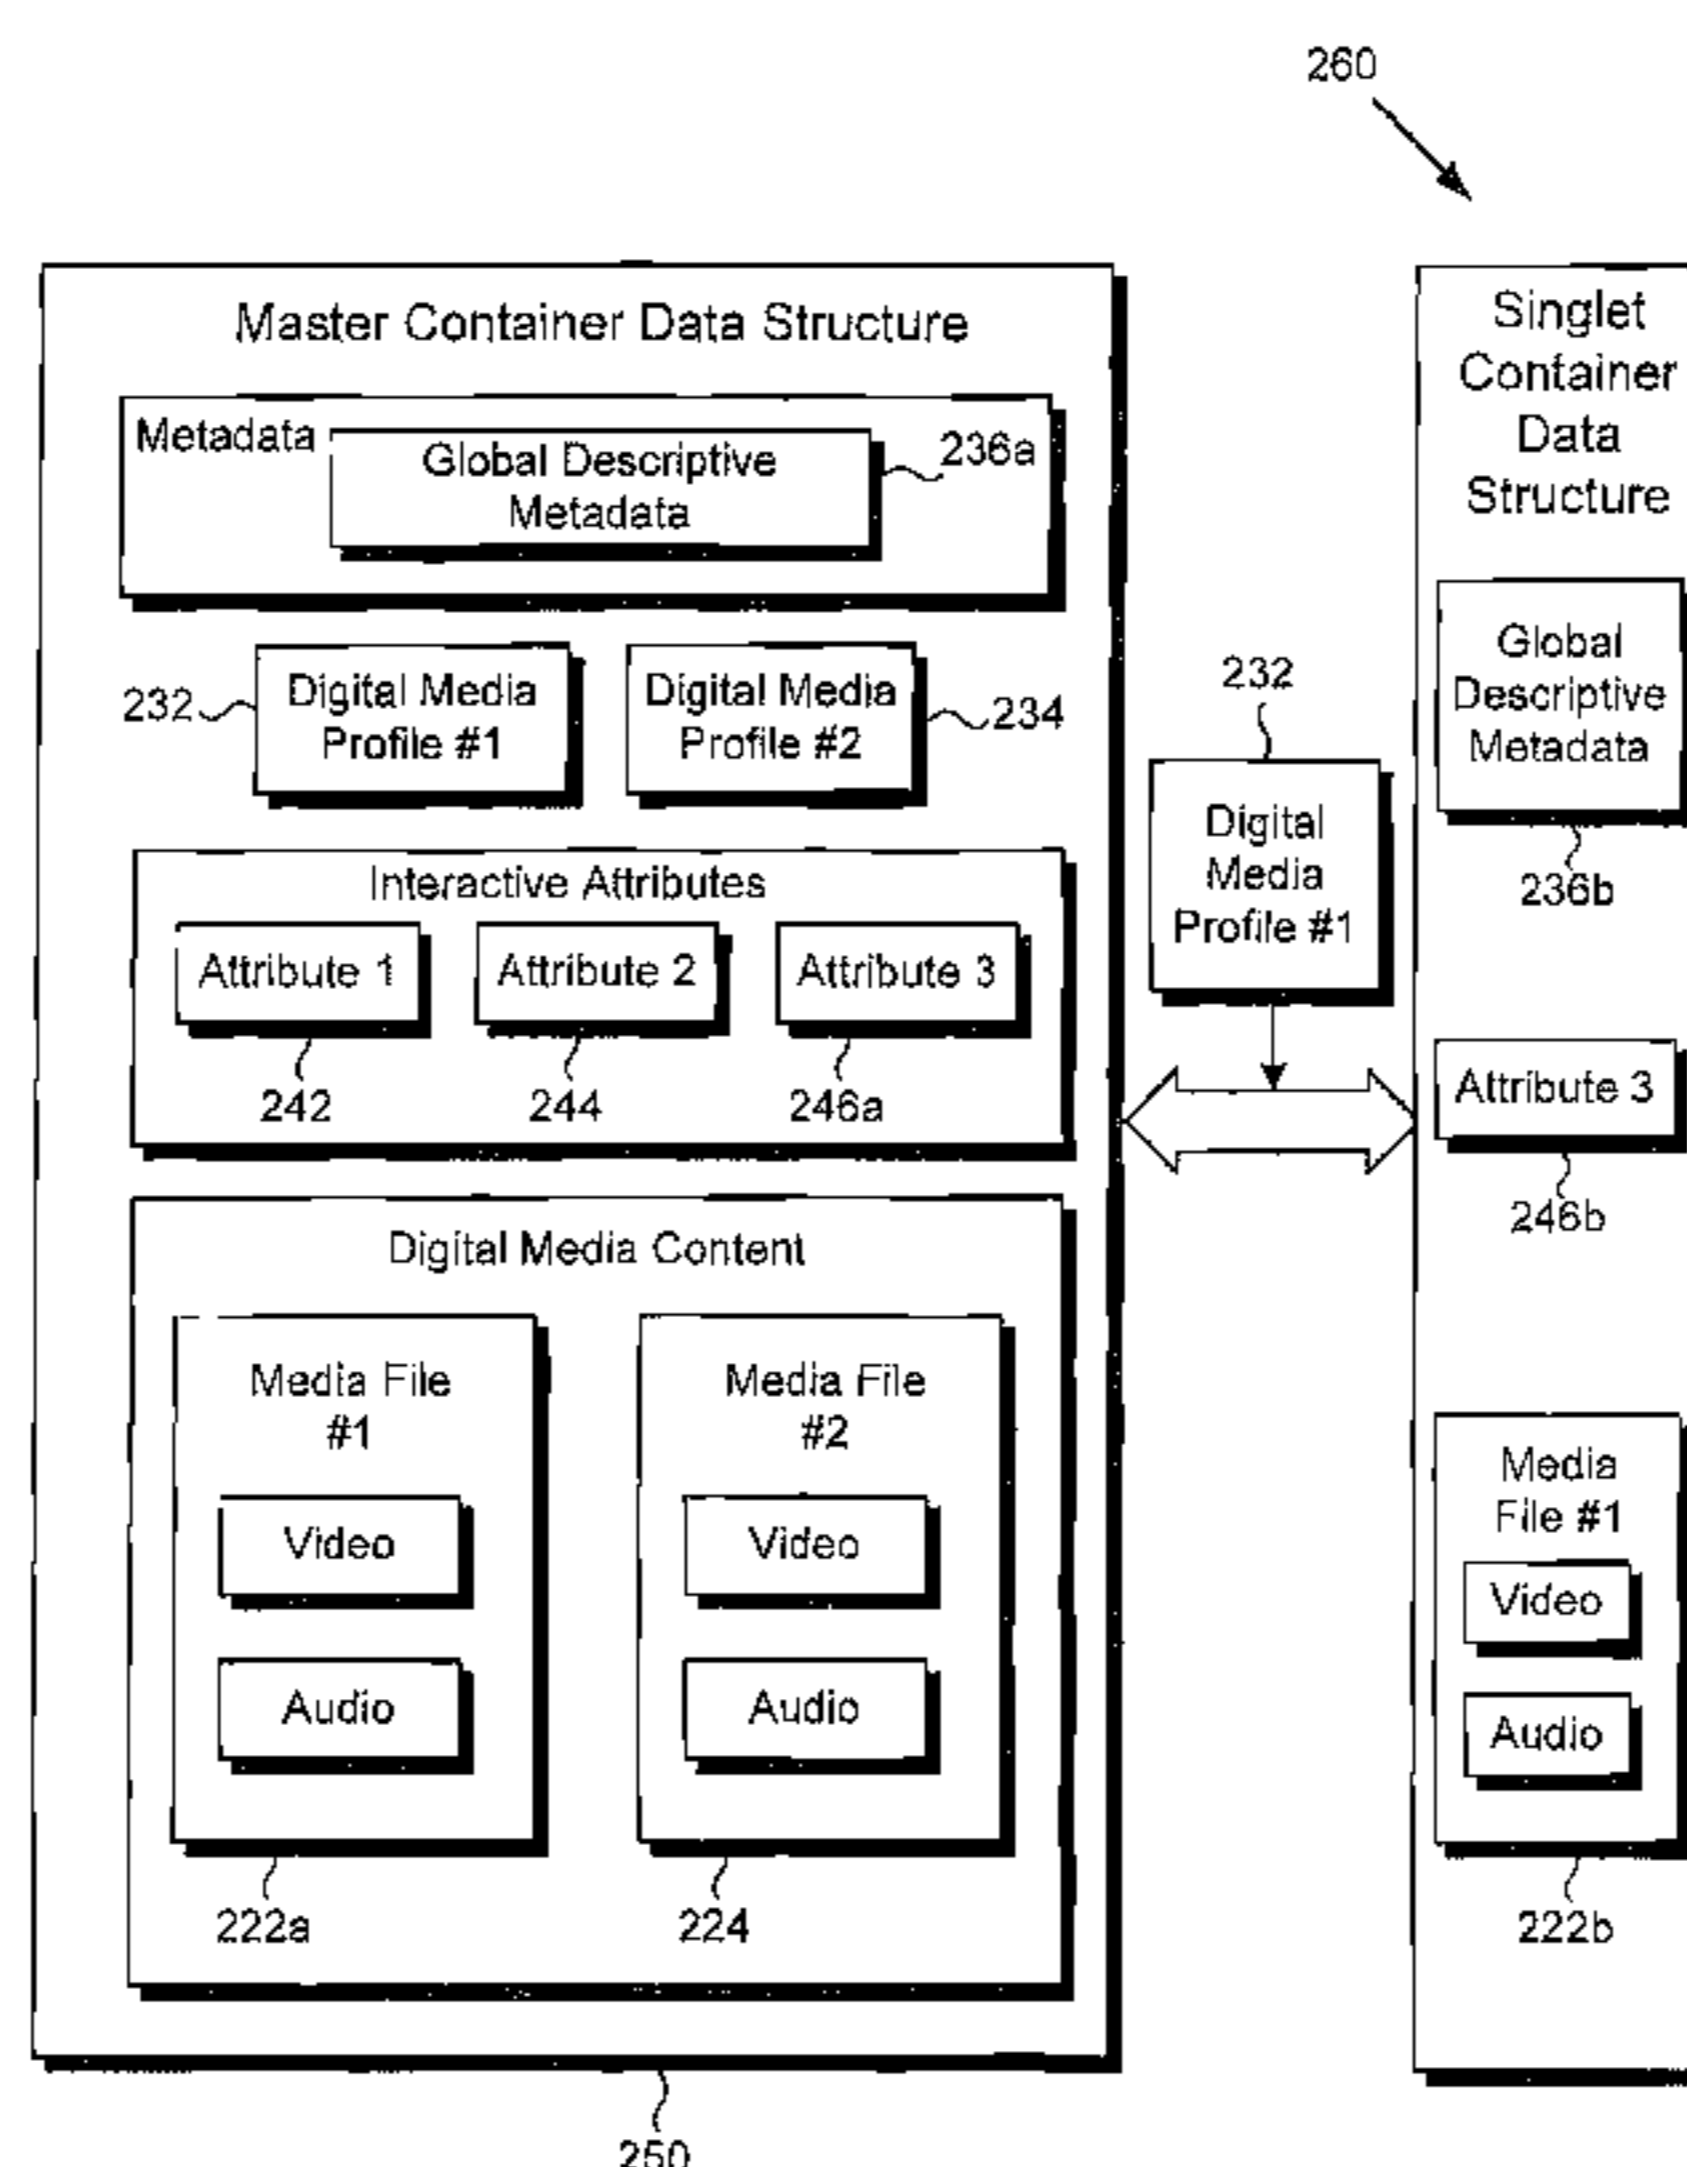 260
Master Container Data Structure
Metadata
Global Descriptive
Metadata
236a
232
Digital Media
Profile #1
Digital Media
Profile #2
234
Interactive Attributes
Attribute 1
Attribute 2
Attribute 3
242
244
246a
Digital Media Content
Media File
#1
Video
Audio
222a
Media File
#2
Video
Audio
224
250
232
Digital
Media
Profile #1
Singlet
Container
Data
Structure
Global
Descriptive
Metadata
236b
Attribute 3
246b
Media
File #1
Video
Audio
222b